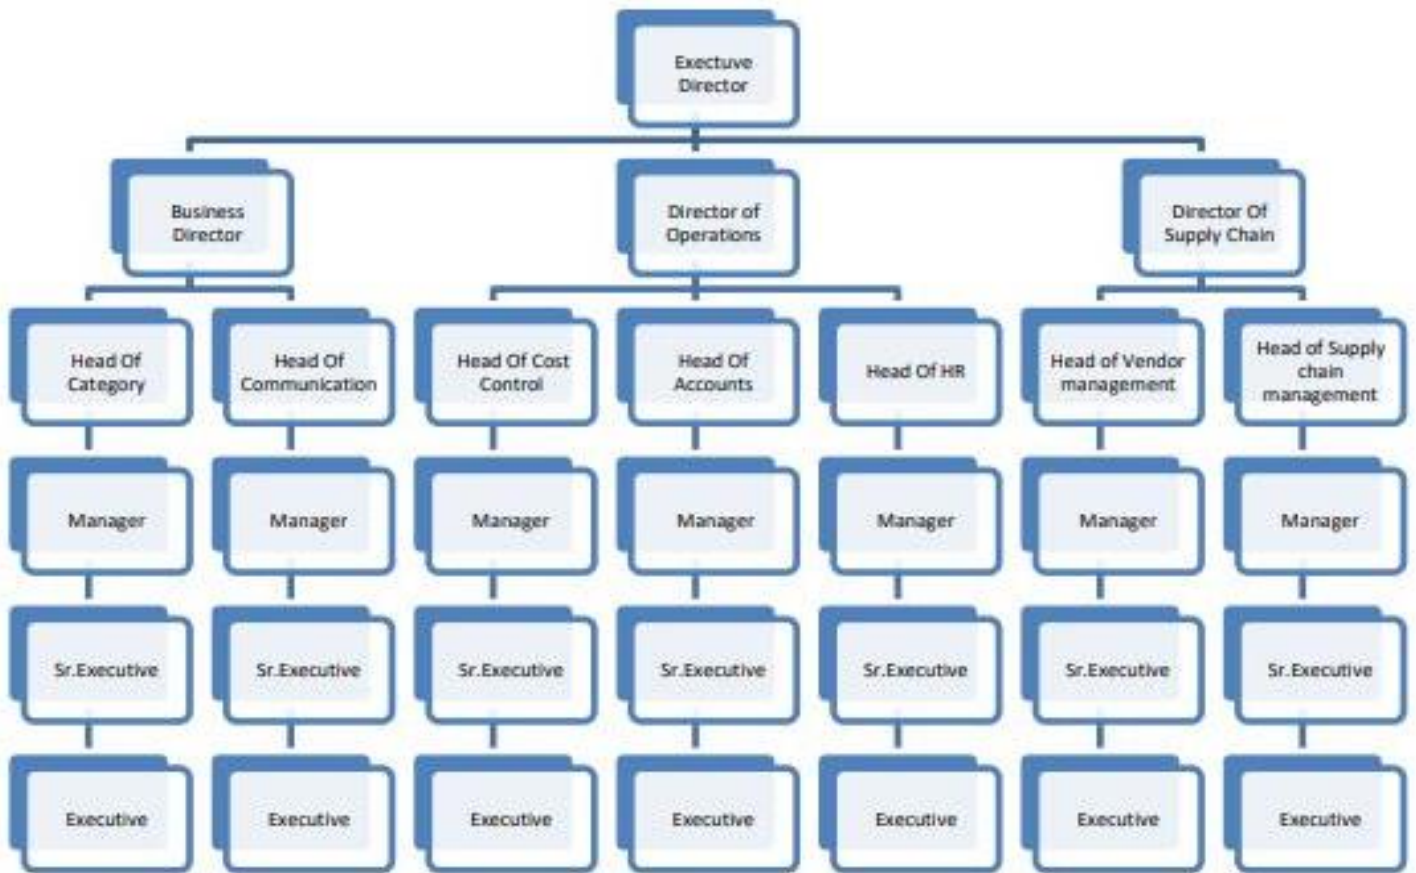 Exectuve
Director
Business
Director
Director of
Operations
Director Of
Supply Chain
Head Of
Category
Head Of
Communication
Head Of Cost
Control
Head Of
Accounts
Head Of HR
Head of Vendor
management
Head of Supply
chain
management
Manager
Manager
Manager
Manager
Manager
Manager
Manager
Sr.Executive
Sr.Executive
Sr.Executive
Sr.Executive
Sr.Executive
Sr.Executive
Sr.Executive
Executive
Executive
Executive
Executive
Executive
Executive
Executive